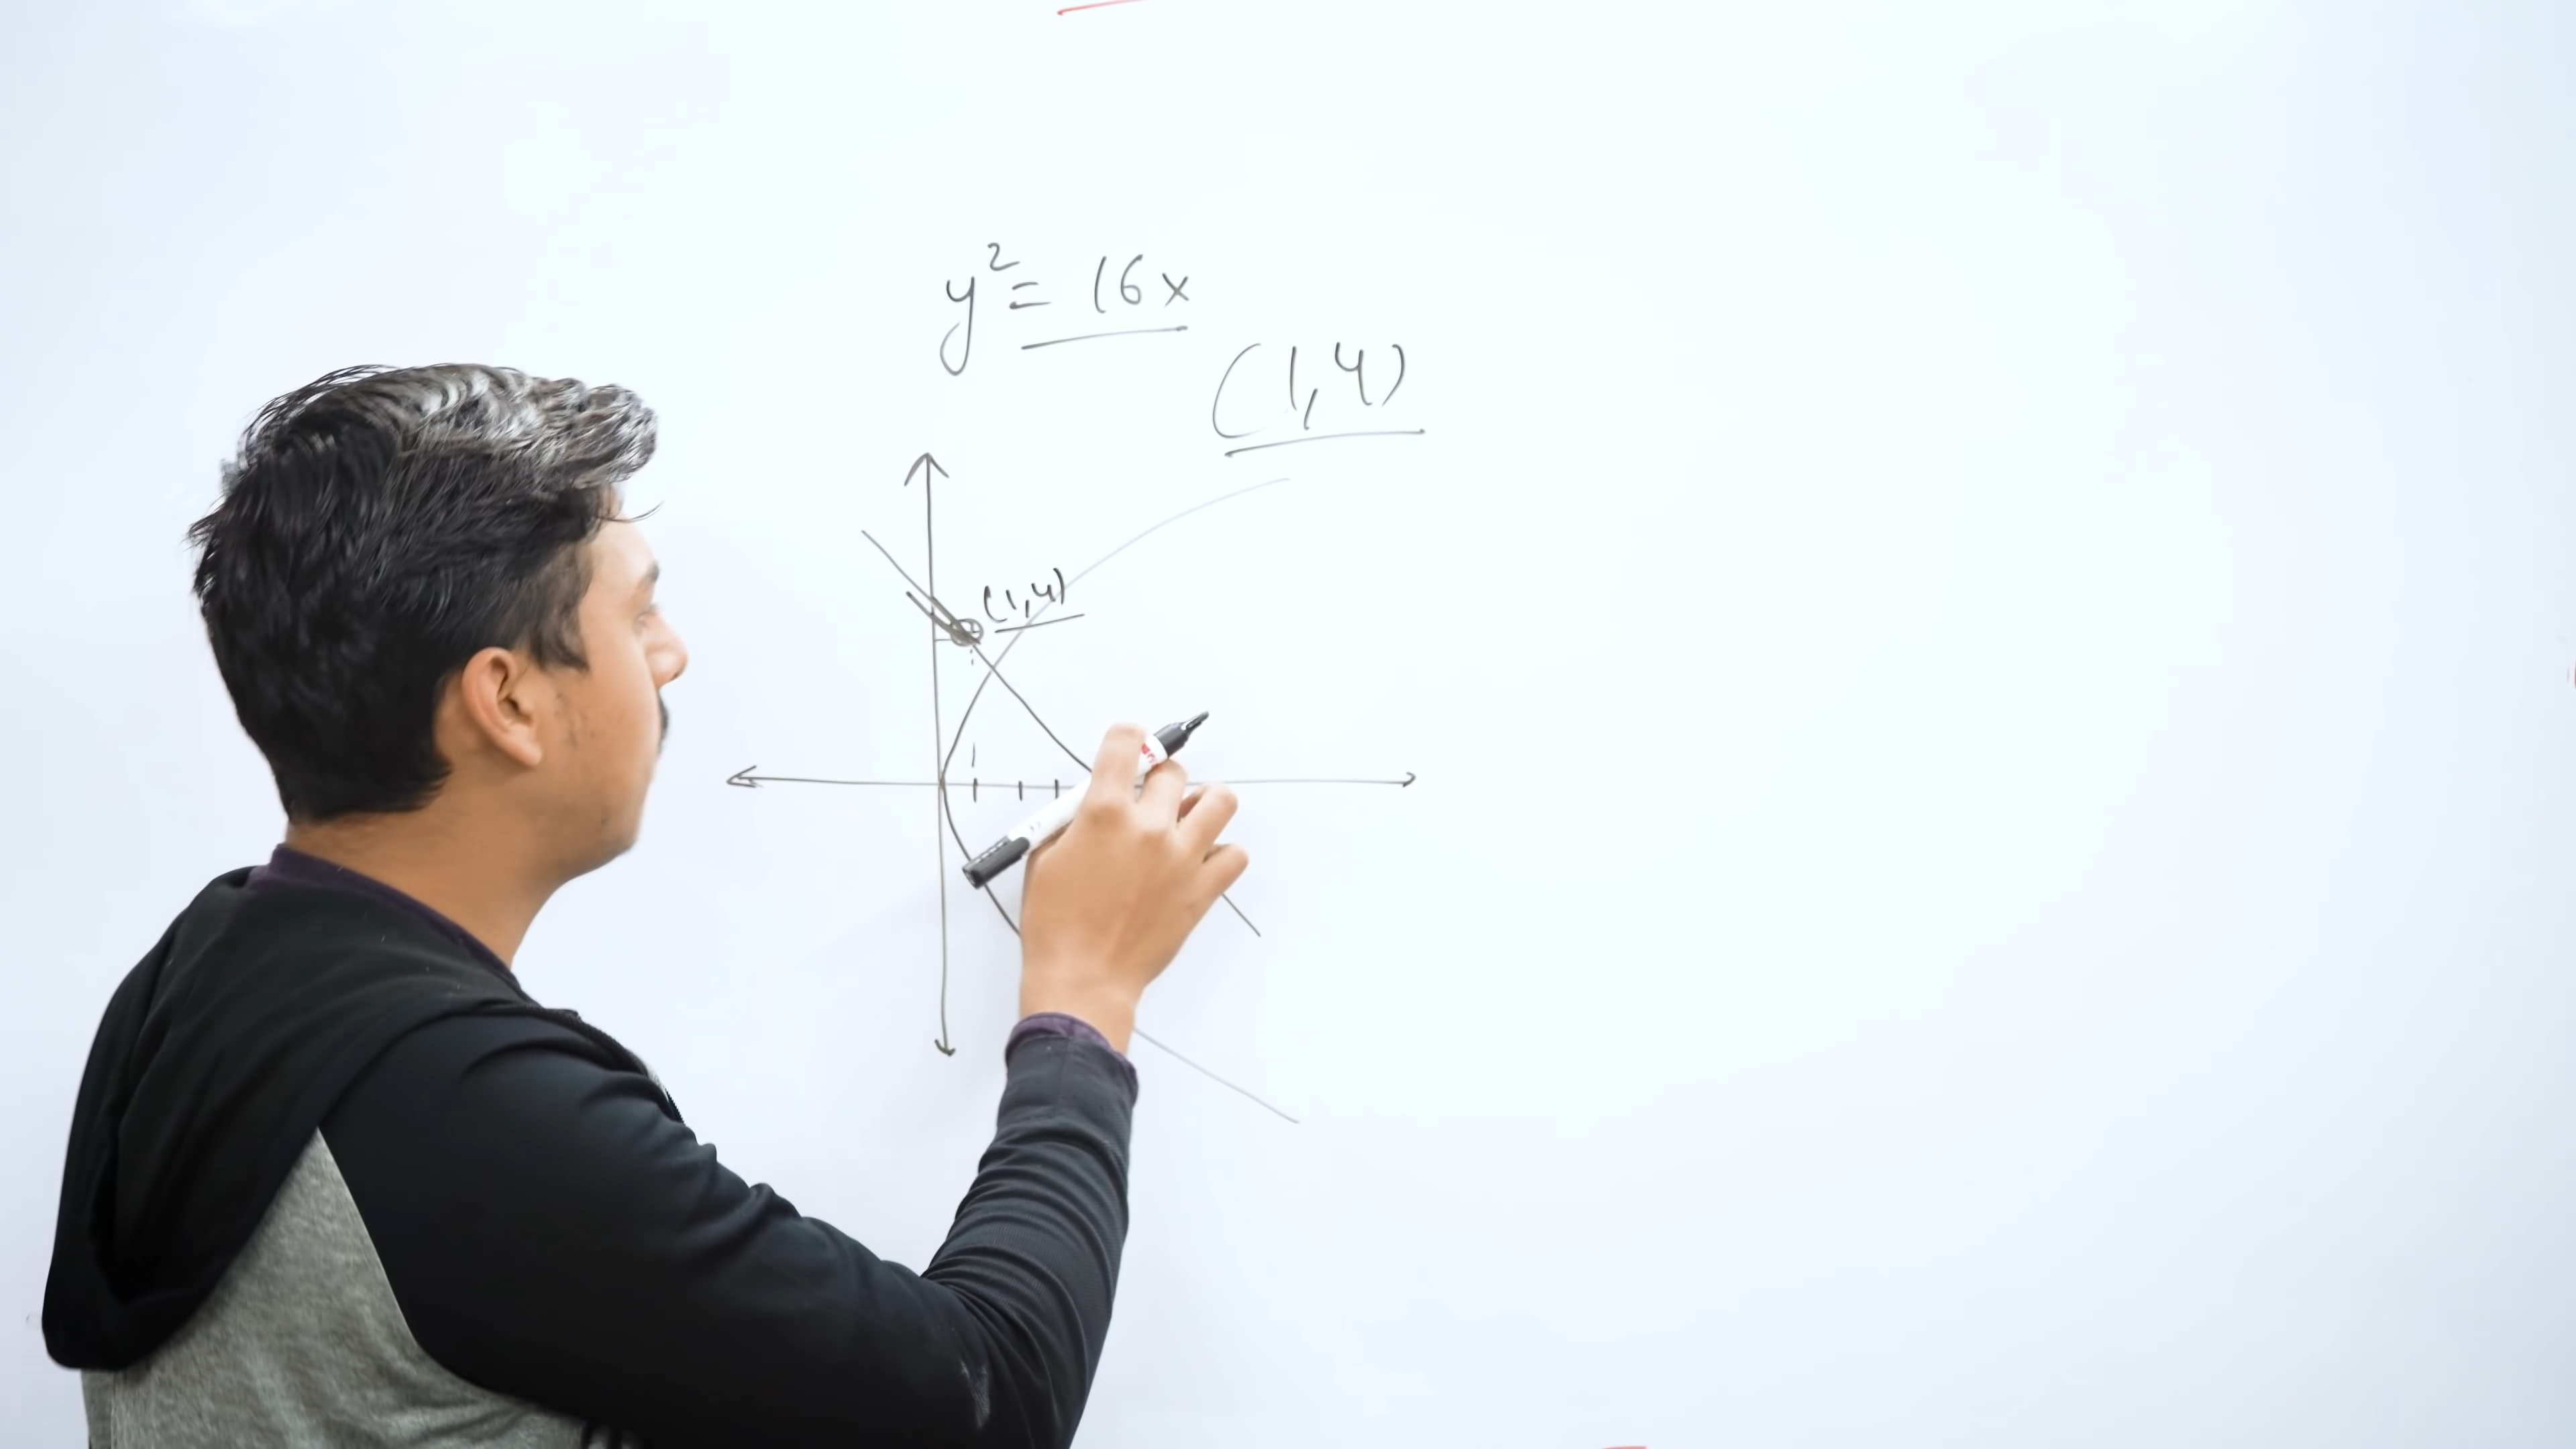 y² = 16x
(1,4)
(1,4)